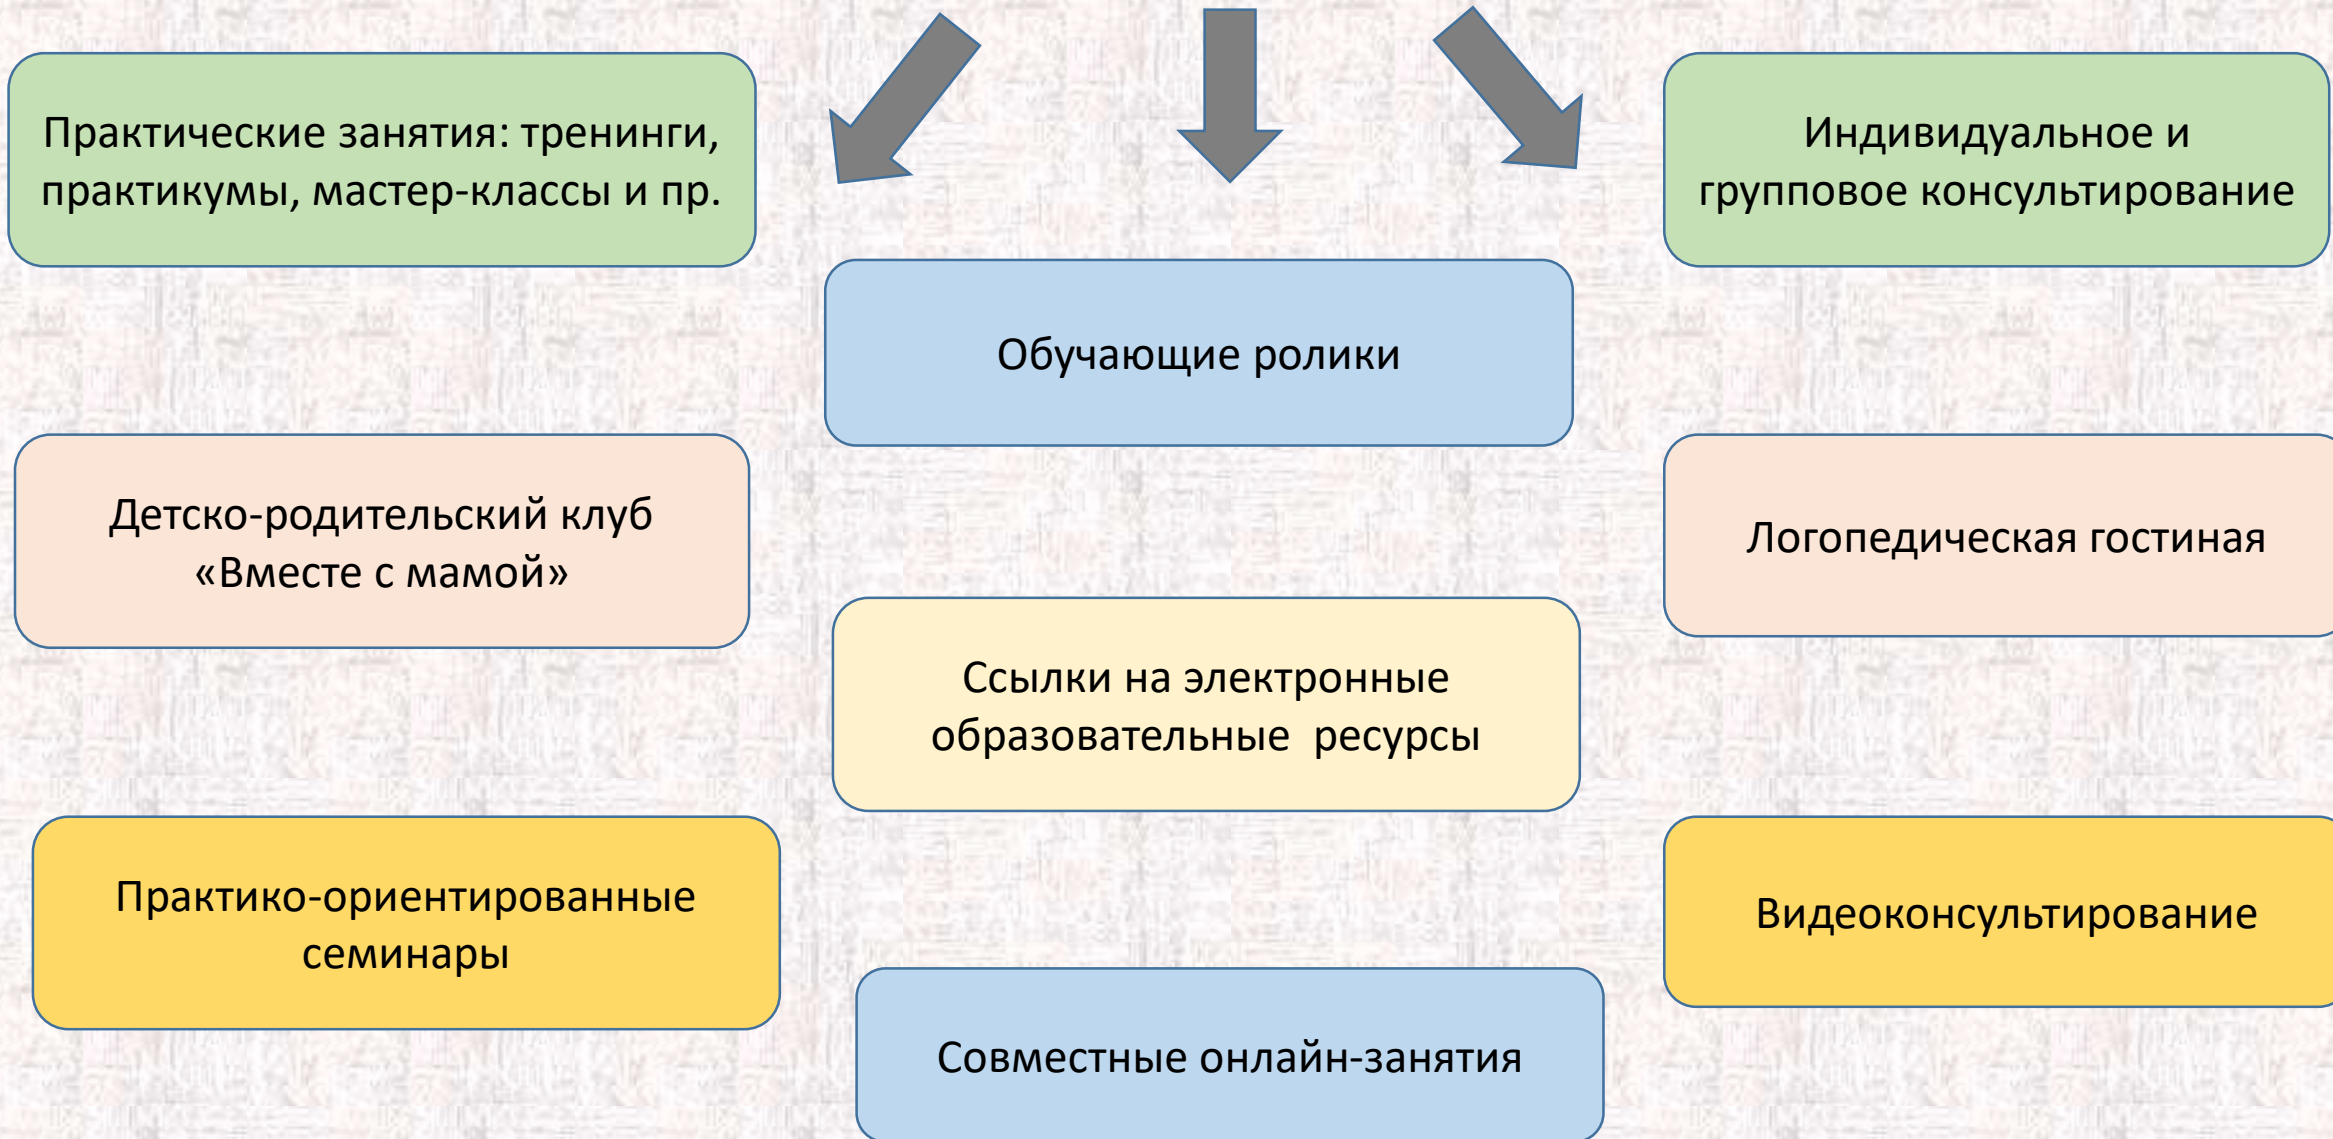 Практические занятия: тренинги,
практикумы, мастер-классы и пр.
Индивидуальное и
групповое консультирование
Обучающие ролики
Детско-родительский клуб
«Вместе с мамой»
Логопедическая гостиная
Ссылки на электронные
образовательные  ресурсы
Практико-ориентированные
семинары
Видеоконсультирование
Совместные онлайн-занятия